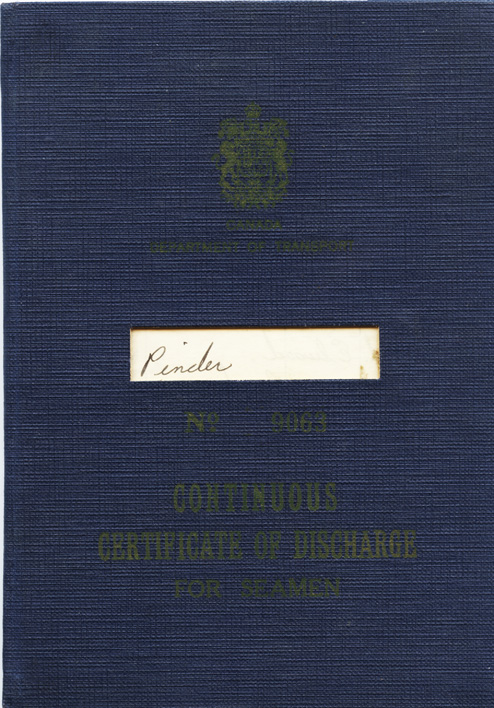 CANADA
DEPARTMENT OF TRANSPORT
Pinder
Nº 9063
CONTINUOUS
CERTIFICATE OF DISCHARGE
FOR SEAMEN